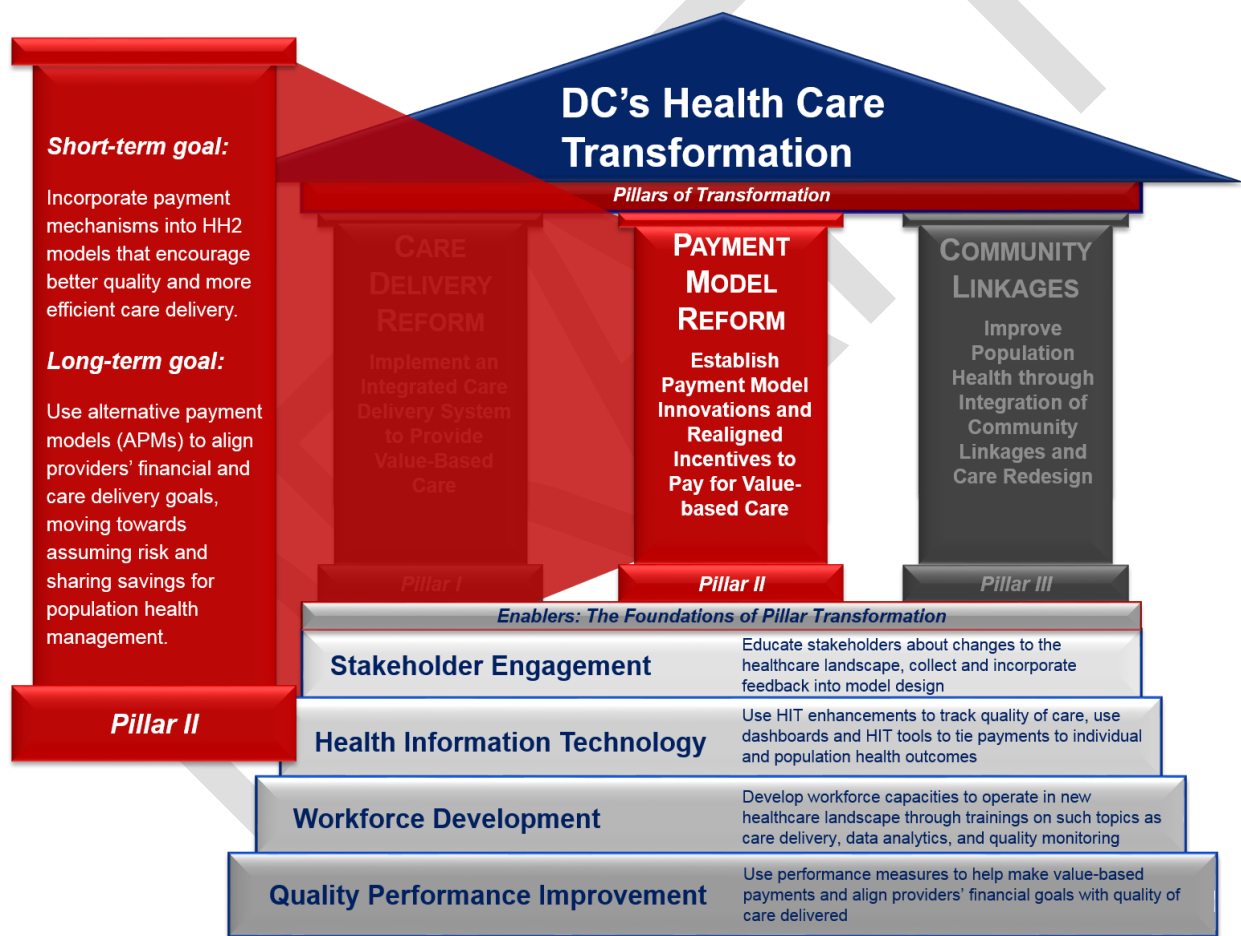 DC's Health Care
Transformation
Pillars of Transformation
Short-term goal:
Incorporate payment
mechanisms into HH2
models that encourage
better quality and more
efficient care delivery.
Long-term goal:
Use alternative payment
models (APMs) to align
providers' financial and
care delivery goals,
moving towards
assuming risk and
sharing savings for
population health
management.
Pillar II
CARE
DELIVERY
REFORM
Implement an
Integrated Care
Delivery System
to Provide
Value-Based
Care
Pillar I
PAYMENT
MODEL
REFORM
Establish
Payment Model
Innovations and
Realigned
Incentives to
Pay for Value-
based Care
Pillar II
COMMUNITY
LINKAGES
Improve
Population
Health through
Integration of
Community
Linkages and
Care Redesign
Pillar III
Enablers: The Foundations of Pillar Transformation
Stakeholder Engagement
Educate stakeholders about changes to the
healthcare landscape, collect and incorporate
feedback into model design
Health Information Technology
Use HIT enhancements to track quality of care, use
dashboards and HIT tools to tie payments to individual
and population health outcomes
Workforce Development
Develop workforce capacities to operate in new
healthcare landscape through trainings on such topics as
care delivery, data analytics, and quality monitoring
Quality Performance Improvement
Use performance measures to help make value-based
payments and align providers' financial goals with quality of
care delivered